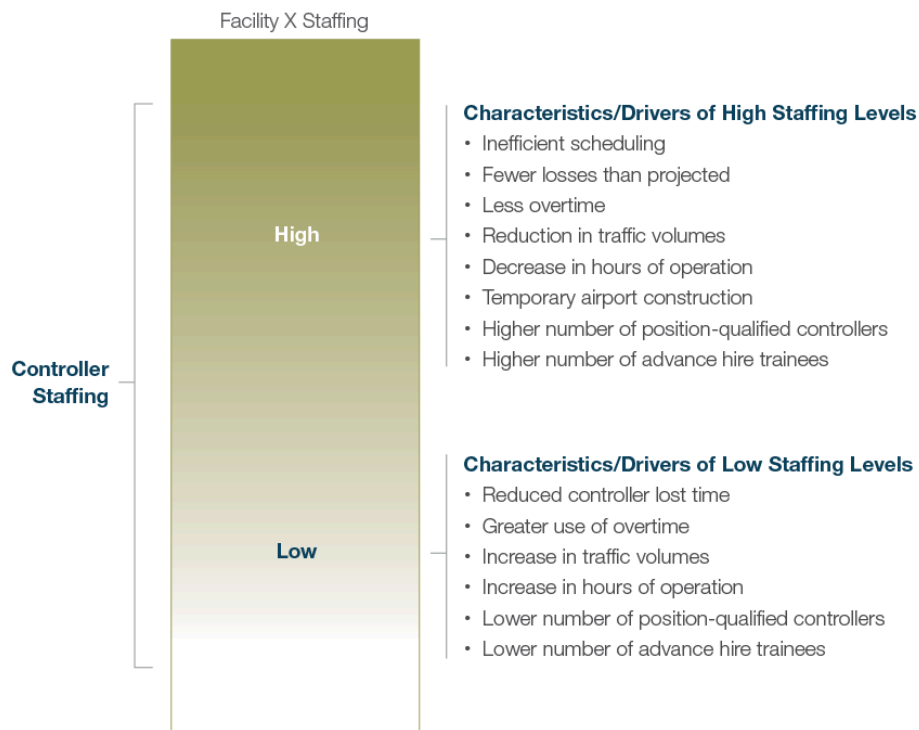 Facility X Staffing
Characteristics/Drivers of High Staffing Levels
• Inefficient scheduling
• Fewer losses than projected
• Less overtime
• Reduction in traffic volumes
• Decrease in hours of operation
• Temporary airport construction
• Higher number of position-qualified controllers
• Higher number of advance hire trainees
High
Controller
Staffing
Characteristics/Drivers of Low Staffing Levels
• Reduced controller lost time
• Greater use of overtime
• Increase in traffic volumes
• Increase in hours of operation
• Lower number of position-qualified controllers
• Lower number of advance hire trainees
Low